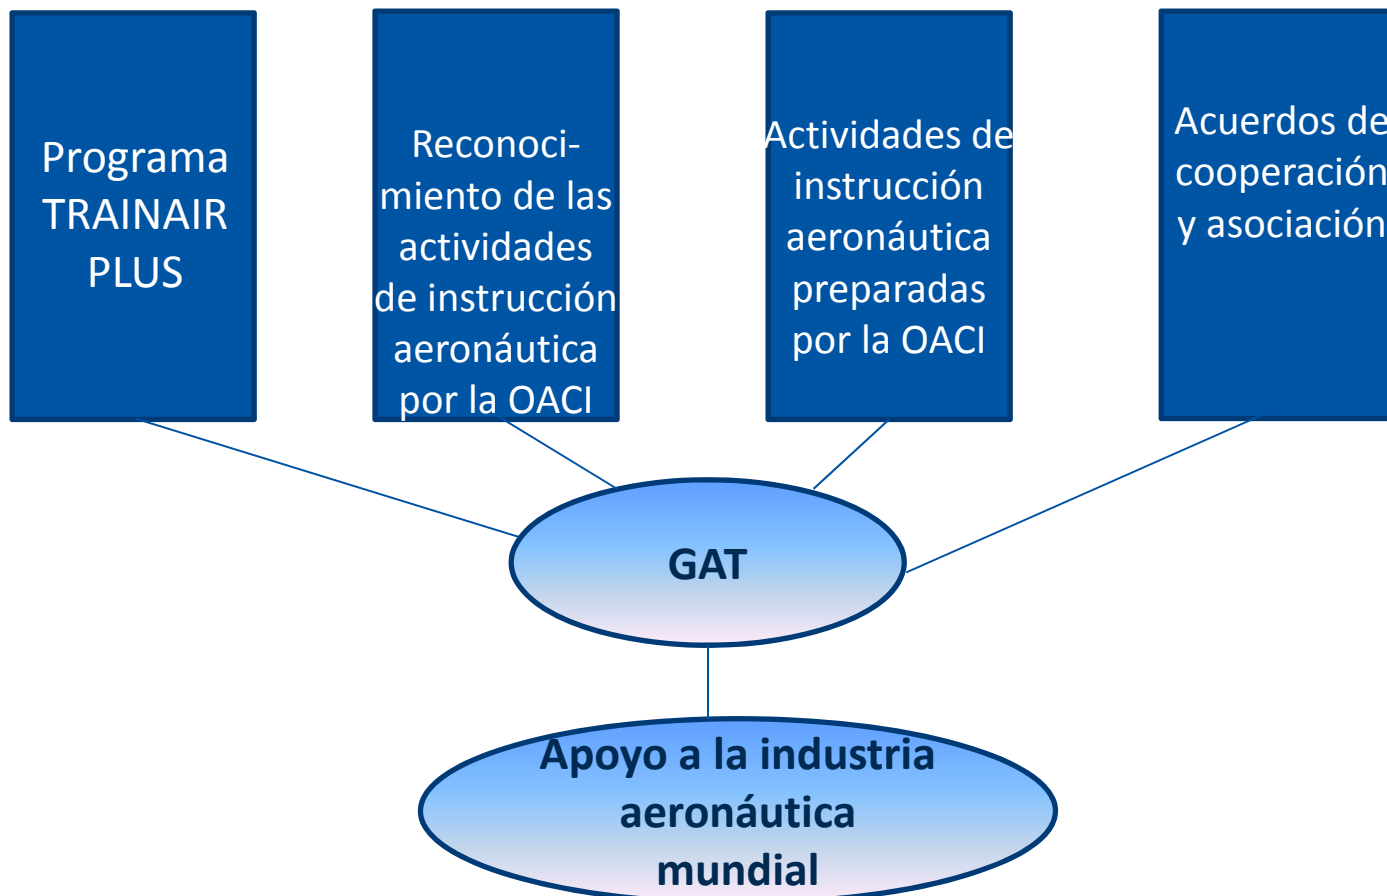 Programa
TRAINAIR
PLUS
Reconoci-
miento de las
actividades
de instrucción
aeronáutica
por la OACI
Actividades de
instrucción
aeronáutica
preparadas
por la OACI
Acuerdos de
cooperación
y asociación
GAT
Apoyo a la industria
aeronáutica
mundial